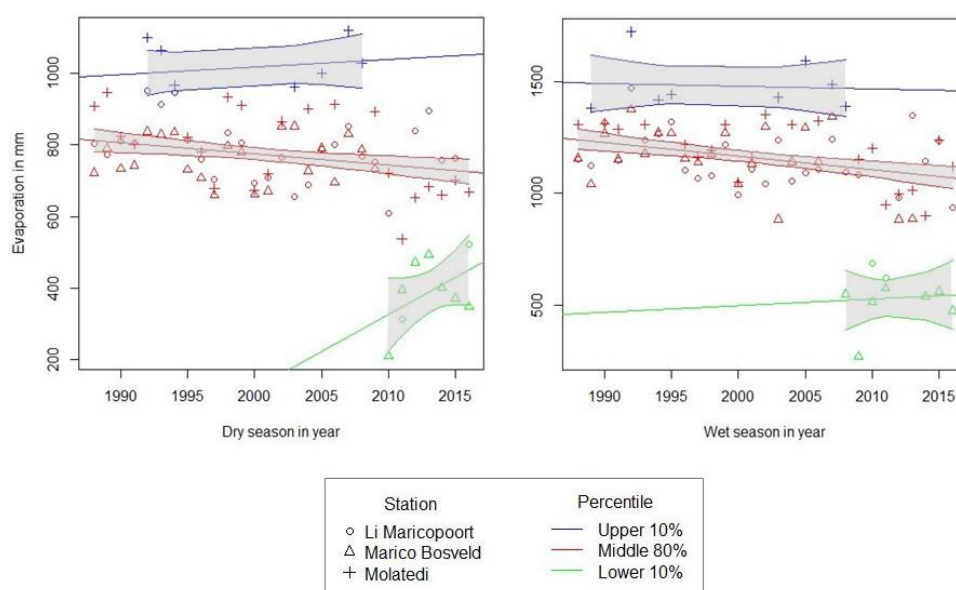 Evaporation in mm
1000
800
600
400
200
1990 1995 2000 2005 2010 2015
Dry season in year
1500
1000
500
1990 1995 2000 2005 2010 2015
Wet season in year
Station
Li Maricopoort
Marico Bosveld
Molatedi
Percentile
Upper 10%
Middle 80%
Lower 10%